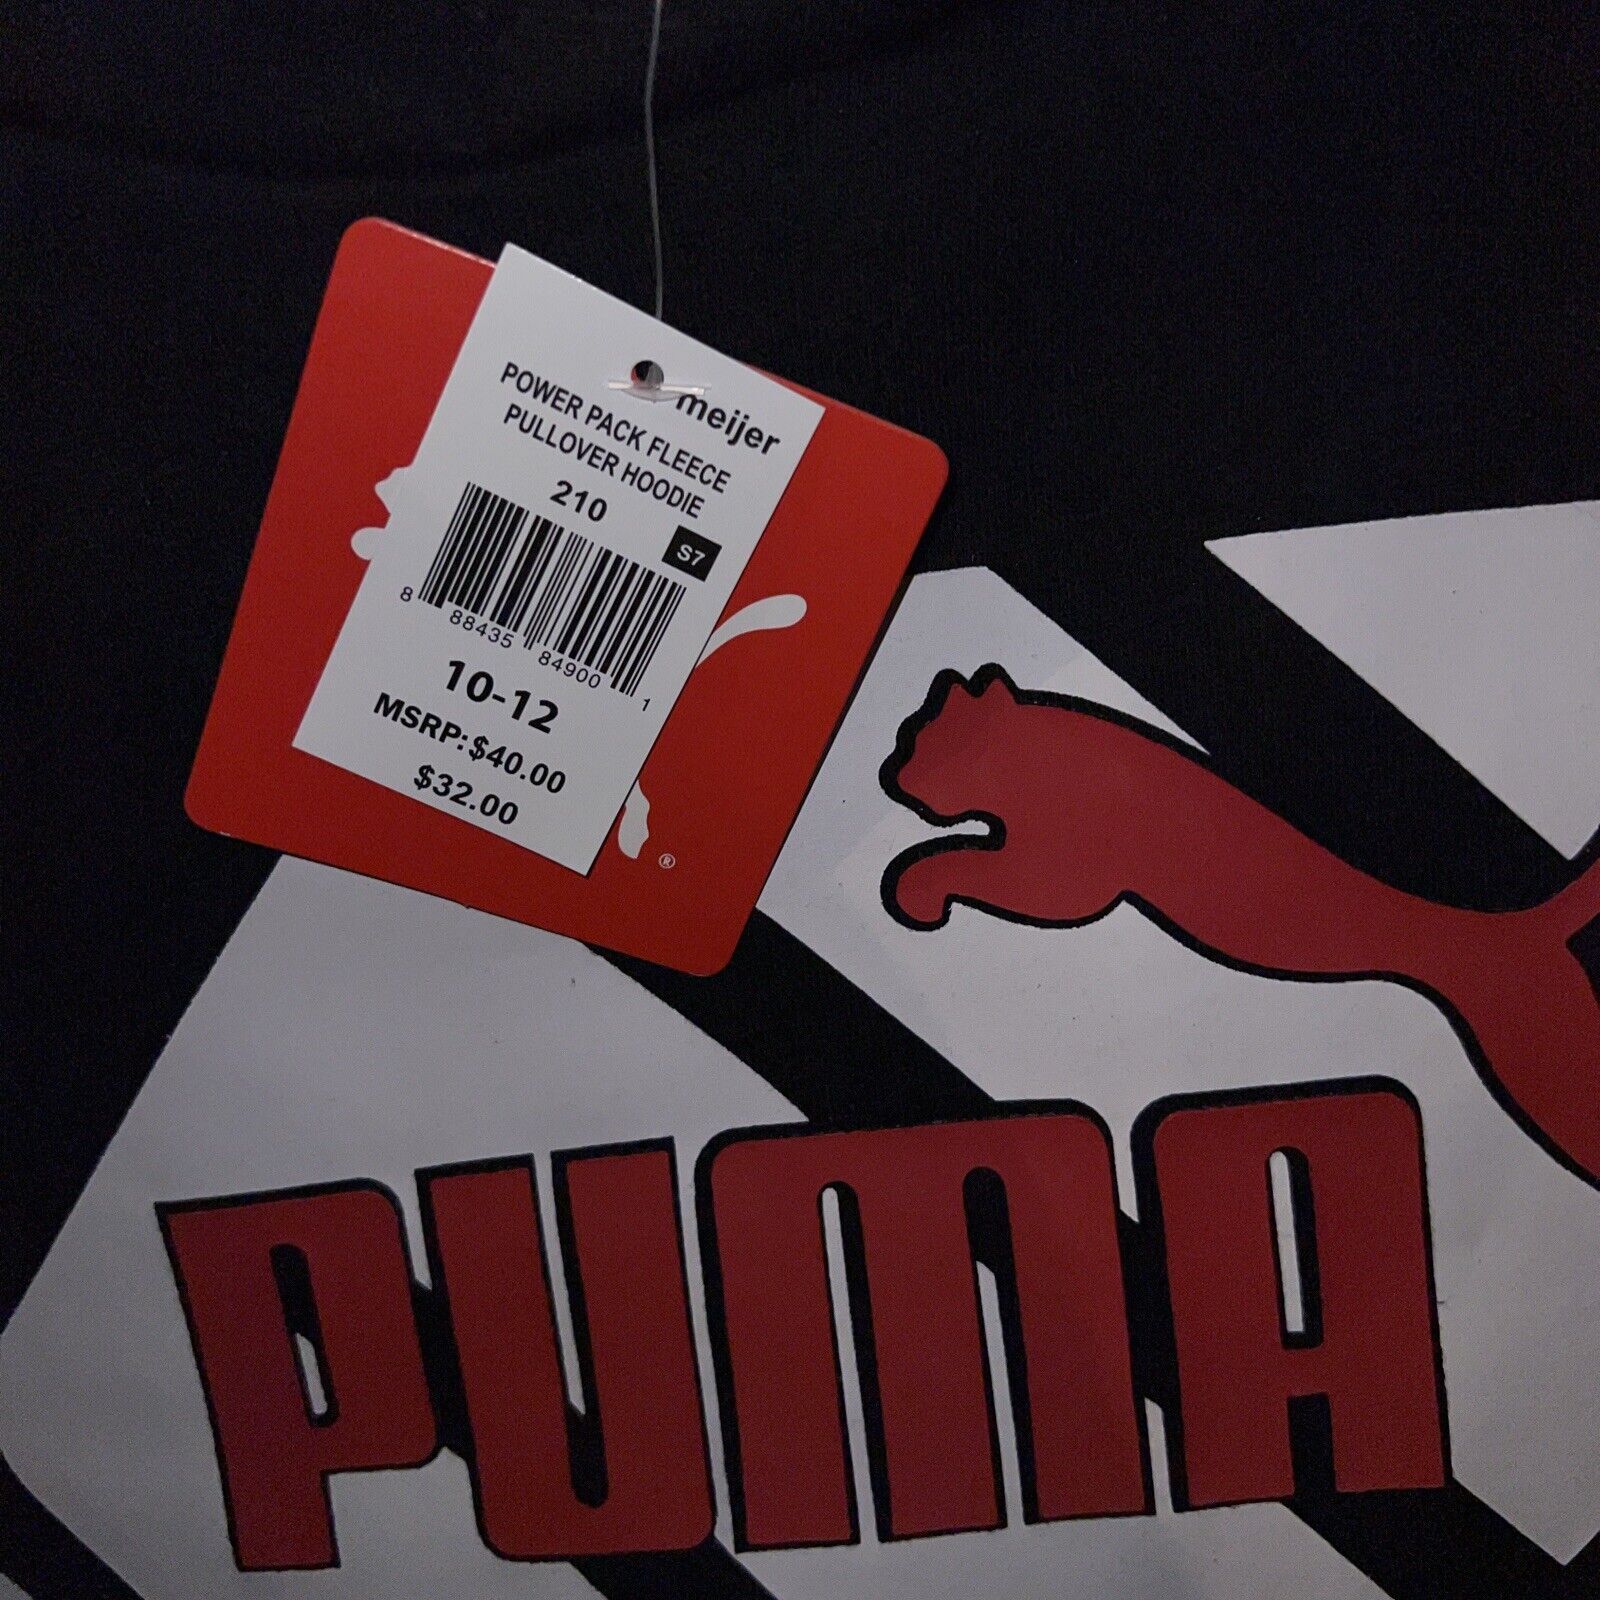 meijer
POWER PACK FLEECE
PULLOVER HOODIE
210
S7
8 88435 84900 1
10-12
MSRP:$40.00
$32.00
®
PUMA